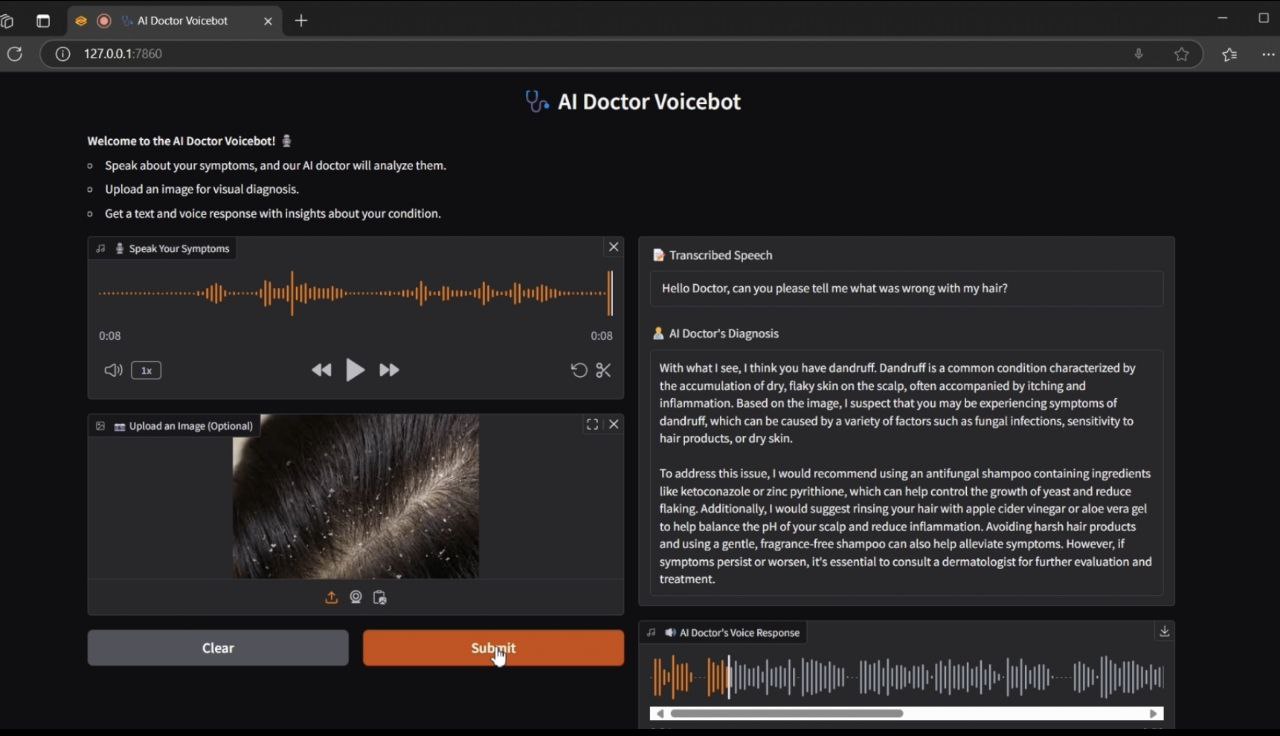 AI Doctor Voicebot
127.0.0.1:7860
AI Doctor Voicebot
Welcome to the AI Doctor Voicebot!
Speak about your symptoms, and our AI doctor will analyze them.
Upload an image for visual diagnosis.
Get a text and voice response with insights about your condition.
Speak Your Symptoms
0:08
0:08
1x
Upload an Image (Optional)
Clear
Submit
Transcribed Speech
Hello Doctor, can you please tell me what was wrong with my hair?
AI Doctor's Diagnosis
With what I see, I think you have dandruff. Dandruff is a common condition characterized by
the accumulation of dry, flaky skin on the scalp, often accompanied by itching and
inflammation. Based on the image, I suspect that you may be experiencing symptoms of
dandruff, which can be caused by a variety of factors such as fungal infections, sensitivity to
hair products, or dry skin.
To address this issue, I would recommend using an antifungal shampoo containing ingredients
like ketoconazole or zinc pyrithione, which can help control the growth of yeast and reduce
flaking. Additionally, I would suggest rinsing your hair with apple cider vinegar or aloe vera gel
to help balance the pH of your scalp and reduce inflammation. Avoiding harsh hair products
and using a gentle, fragrance-free shampoo can also help alleviate symptoms. However, if
symptoms persist or worsen, it's essential to consult a dermatologist for further evaluation and
treatment.
AI Doctor's Voice Response